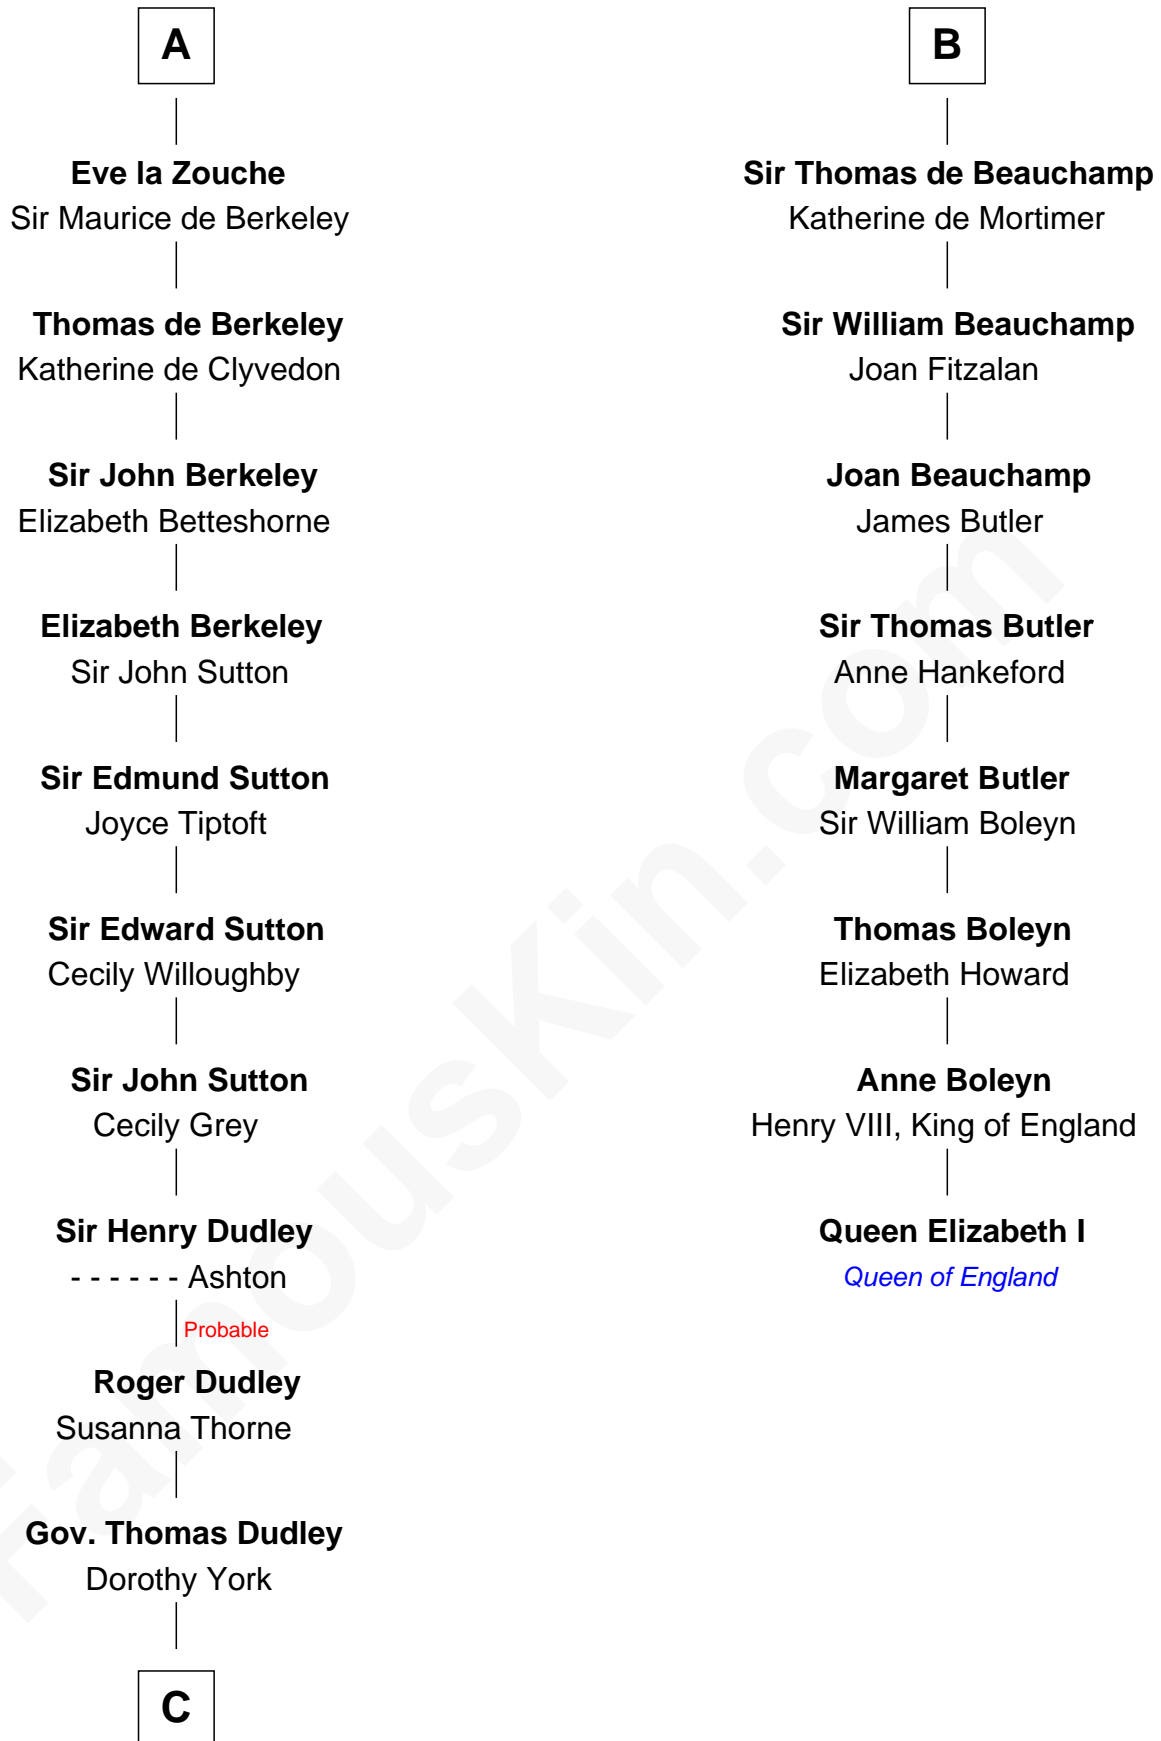 A
Eve la Zouche
Sir Maurice de Berkeley
Thomas de Berkeley
Katherine de Clyvedon
Sir John Berkeley
Elizabeth Betteshorne
Elizabeth Berkeley
Sir John Sutton
Sir Edmund Sutton
Joyce Tiptoft
Sir Edward Sutton
Cecily Willoughby
Sir John Sutton
Cecily Grey
Sir Henry Dudley
- - - - - - Ashton
Probable
Roger Dudley
Susanna Thorne
Gov. Thomas Dudley
Dorothy York
C
B
Sir Thomas de Beauchamp
Katherine de Mortimer
Sir William Beauchamp
Joan Fitzalan
Joan Beauchamp
James Butler
Sir Thomas Butler
Anne Hankeford
Margaret Butler
Sir William Boleyn
Thomas Boleyn
Elizabeth Howard
Anne Boleyn
Henry VIII, King of England
Queen Elizabeth I
Queen of England
FamousKin.com